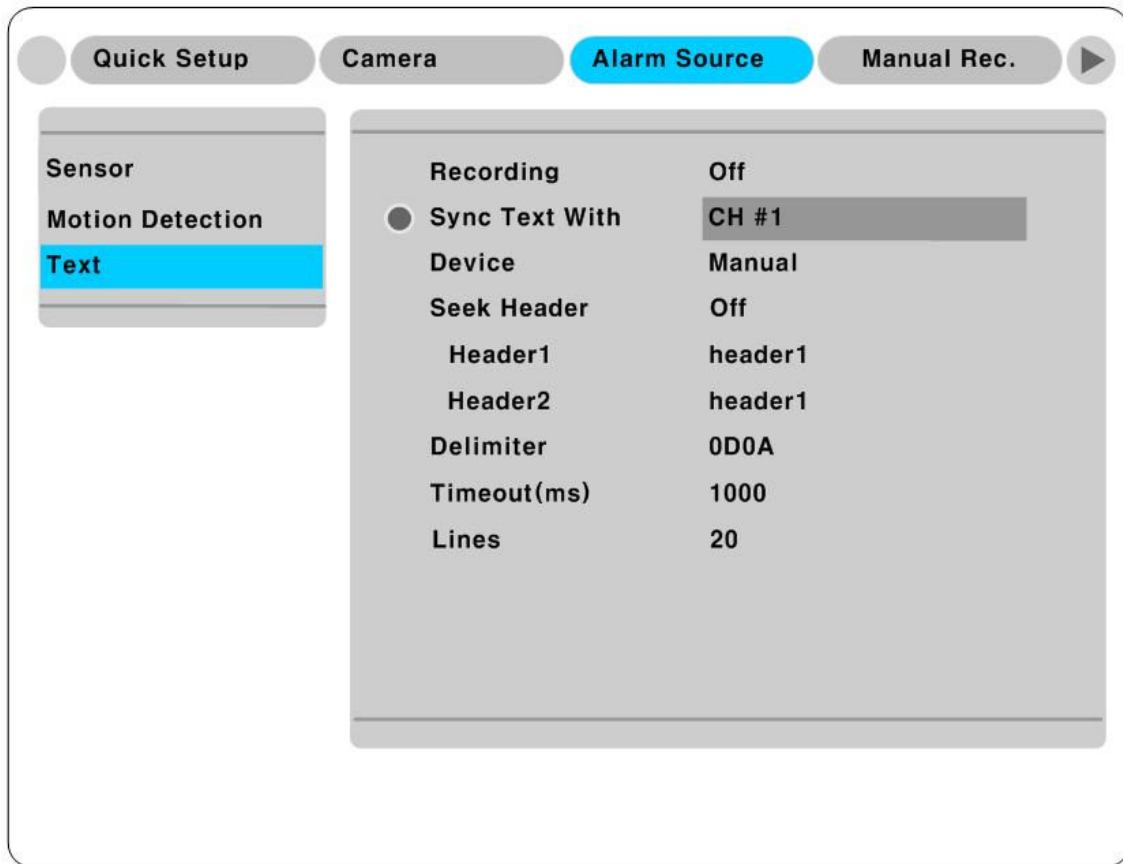 Quick Setup Camera Alarm Source Manual Rec.
Sensor
Motion Detection
Text
Recording Off
Sync Text With CH #1
Device Manual
Seek Header Off
Header1 header1
Header2 header1
Delimiter 0D0A
Timeout(ms) 1000
Lines 20